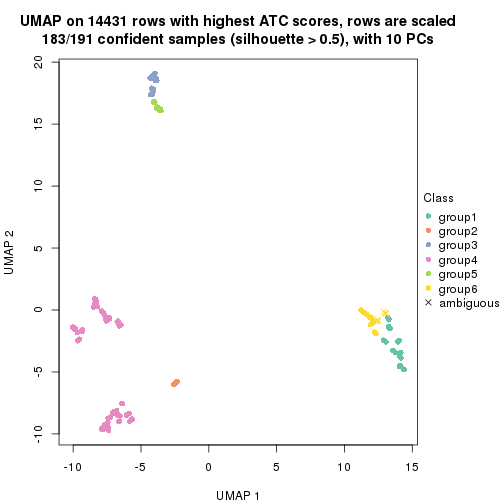 UMAP on 14431 rows with highest ATC scores, rows are scaled
183/191 confident samples (silhouette > 0.5), with 10 PCs
20
15
10
5
0
-5
-10
UMAP 2
-10
-5
0
5
10
15
UMAP 1
Class
group1
group2
group3
group4
group5
group6
ambiguous